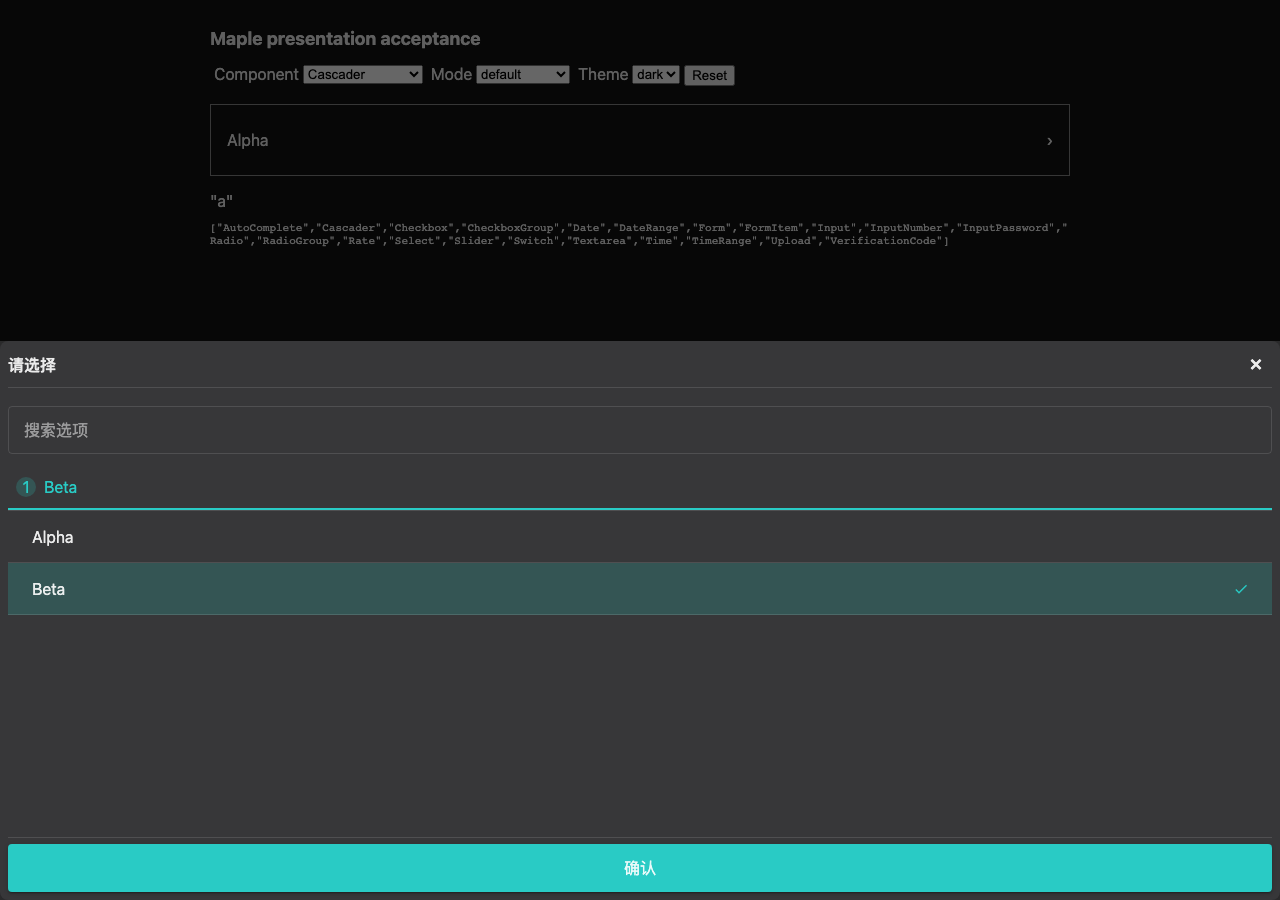 Maple presentation acceptance
Component Cascader Mode default Theme dark Reset
Alpha ›
"a"
["AutoComplete","Cascader","Checkbox","CheckboxGroup","Date","DateRange","Form","FormItem","Input","InputNumber","InputPassword","
Radio","RadioGroup","Rate","Select","Slider","Switch","Textarea","Time","TimeRange","Upload","VerificationCode"]
请选择 ×
搜索选项
1 Beta
Alpha
Beta
确认